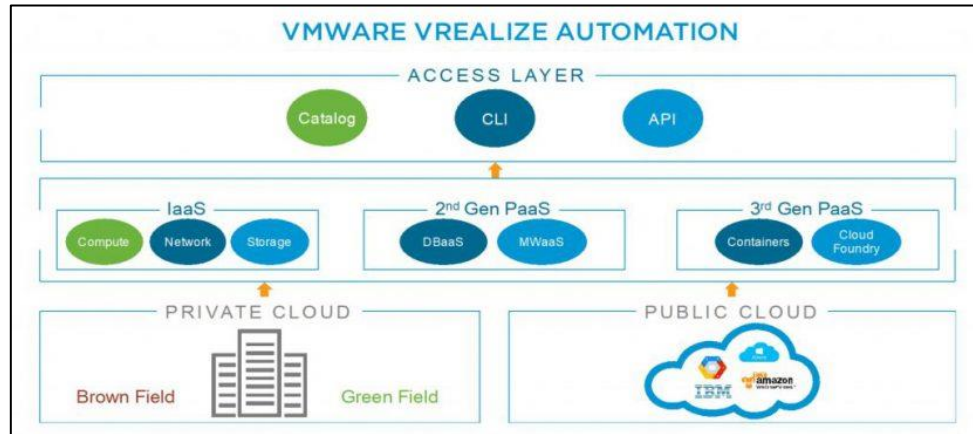 VMWARE VREALIZE AUTOMATION
ACCESS LAYER
Catalog
CLI
API
IaaS
2nd Gen PaaS
3rd Gen PaaS
Compute
Network
Storage
DBaaS
MWaaS
Containers
Cloud
Foundry
PRIVATE CLOUD
PUBLIC CLOUD
Brown Field
Green Field
IBM
amazon